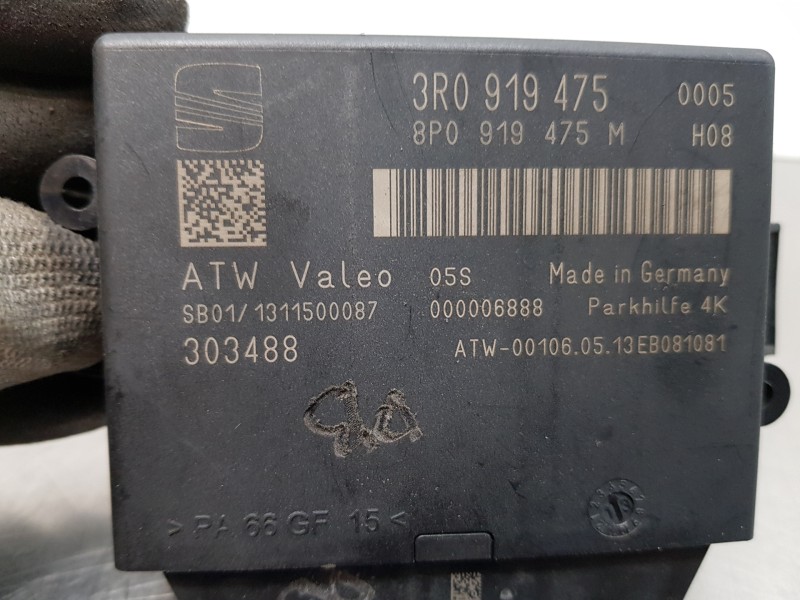 3R0 919 475 0005
8P0 919 475 M H08
ATW Valeo 05S Made in Germany
SB01/1311500087 000006888 Parkhilfe 4K
303488 ATW-00106.05.13EB081081
>PA 66 GF 15<